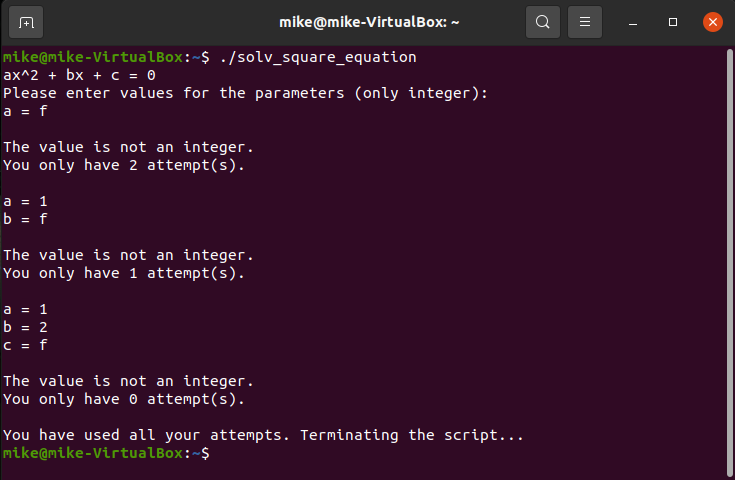 mike@mike-VirtualBox: ~
mike@mike-VirtualBox:~$ ./solv_square_equation
ax^2 + bx + c = 0
Please enter values for the parameters (only integer):
a = f
The value is not an integer.
You only have 2 attempt(s).
a = 1
b = f
The value is not an integer.
You only have 1 attempt(s).
a = 1
b = 2
c = f
The value is not an integer.
You only have 0 attempt(s).
You have used all your attempts. Terminating the script...
mike@mike-VirtualBox:~$